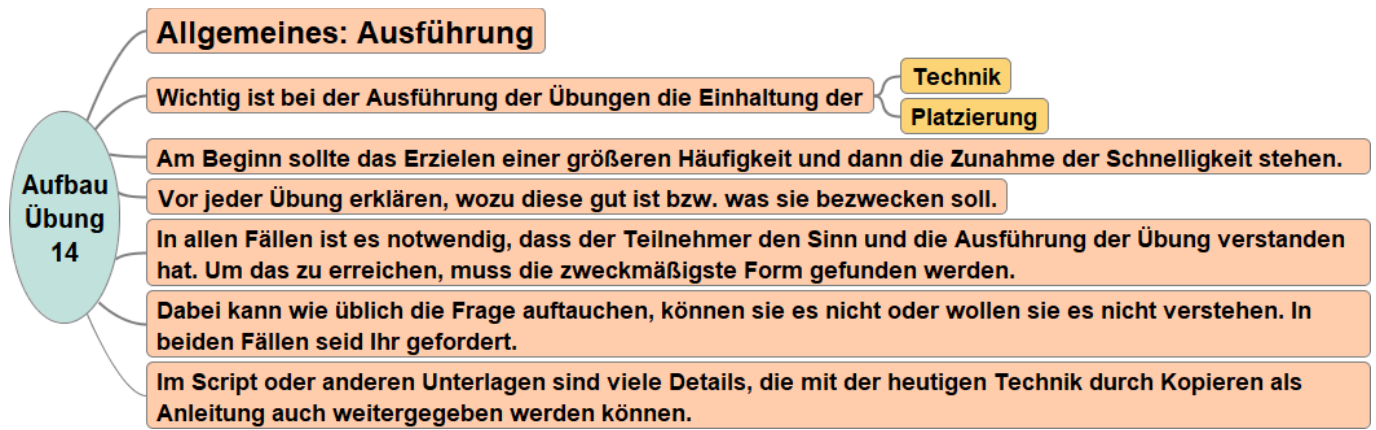 Allgemeines: Ausführung
Wichtig ist bei der Ausführung der Übungen die Einhaltung der
Technik
Platzierung
Am Beginn sollte das Erzielen einer größeren Häufigkeit und dann die Zunahme der Schnelligkeit stehen.
Aufbau
Übung
14
Vor jeder Übung erklären, wozu diese gut ist bzw. was sie bezwecken soll.
In allen Fällen ist es notwendig, dass der Teilnehmer den Sinn und die Ausführung der Übung verstanden
hat. Um das zu erreichen, muss die zweckmäßigste Form gefunden werden.
Dabei kann wie üblich die Frage auftauchen, können sie es nicht oder wollen sie es nicht verstehen. In
beiden Fällen seid Ihr gefordert.
Im Script oder anderen Unterlagen sind viele Details, die mit der heutigen Technik durch Kopieren als
Anleitung auch weitergegeben werden können.